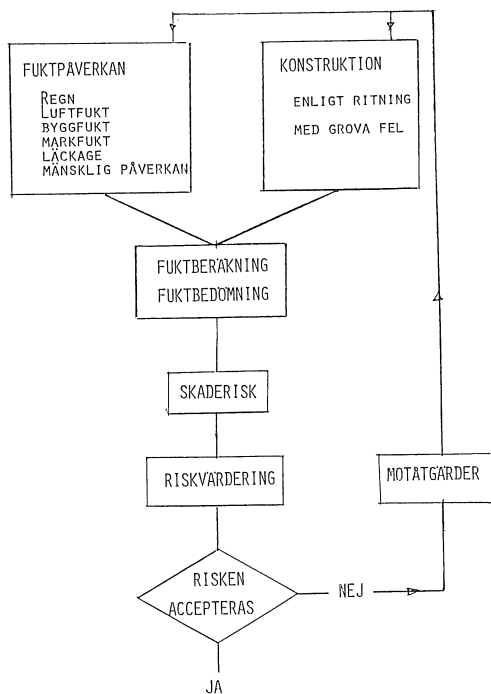 FUKTPÅVERKAN
REGN
LUFTFUKT
BYGGFUKT
MARKFUKT
LÄCKAGE
MÄNSKLIG PÅVERKAN
KONSTRUKTION
ENLIGT RITNING
MED GROVA FEL
FUKTBERÄKNING
FUKTBEDÖMNING
SKADERISK
RISKVÄRDERING
MOTÅTGÄRDER
RISKEN
ACCEPTERAS
NEJ
JA